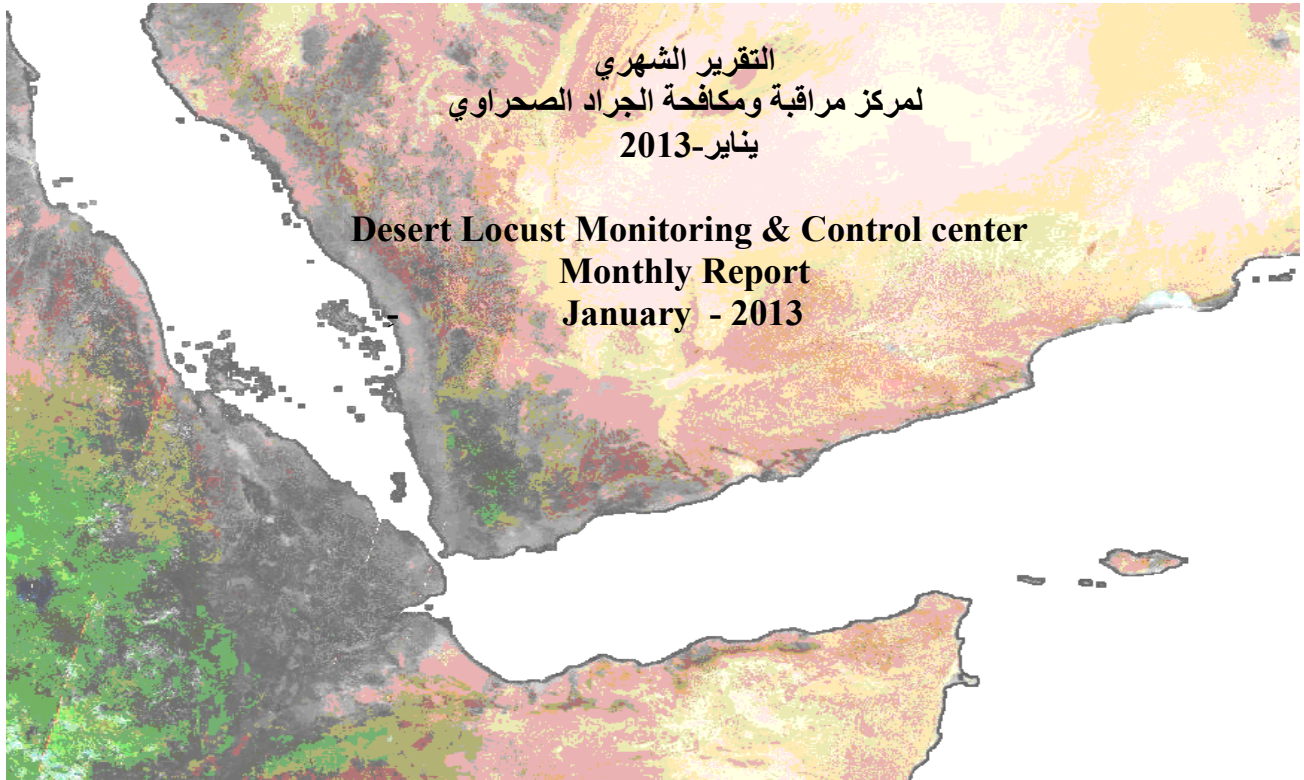 التقرير الشهري
لمركز مراقبة ومكافحة الجراد الصحراوي
يناير-2013
Desert Locust Monitoring & Control center
Monthly Report
- January - 2013